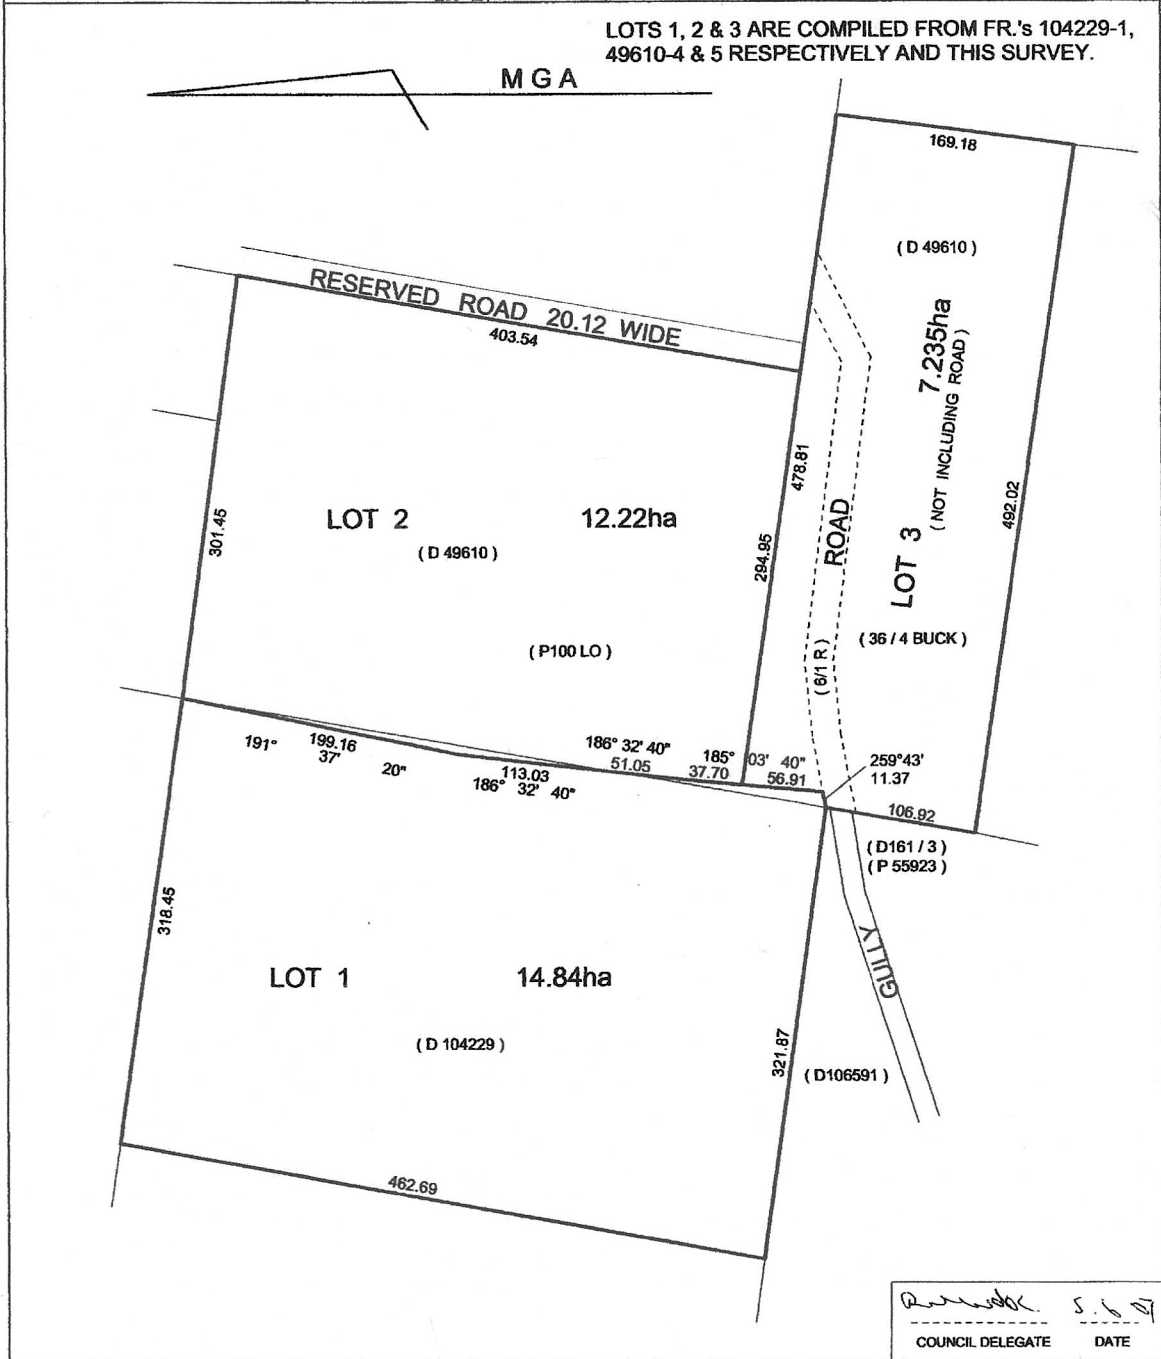 LOTS 1, 2 & 3 ARE COMPILED FROM FR.'s 104229-1,
49610-4 & 5 RESPECTIVELY AND THIS SURVEY.
M G A
169.18
( D 49610 )
RESERVED ROAD 20.12 WIDE
403.54
7.235ha
( NOT INCLUDING ROAD )
LOT 3
478.81
492.02
ROAD
301.45
LOT 2
12.22ha
( D 49610 )
294.95
( P100 LO )
( 6/1 R )
( 36 / 4 BUCK )
191° 37' 20"
199.16
186° 32' 40"
51.05
185° 03' 40"
37.70
56.91
259°43'
11.37
113.03
186° 32' 40"
106.92
( D161 / 3 )
( P 55923 )
318.45
GULLY
LOT 1
14.84ha
( D 104229 )
321.87
( D106591 )
462.69
5.6.07
COUNCIL DELEGATE
DATE